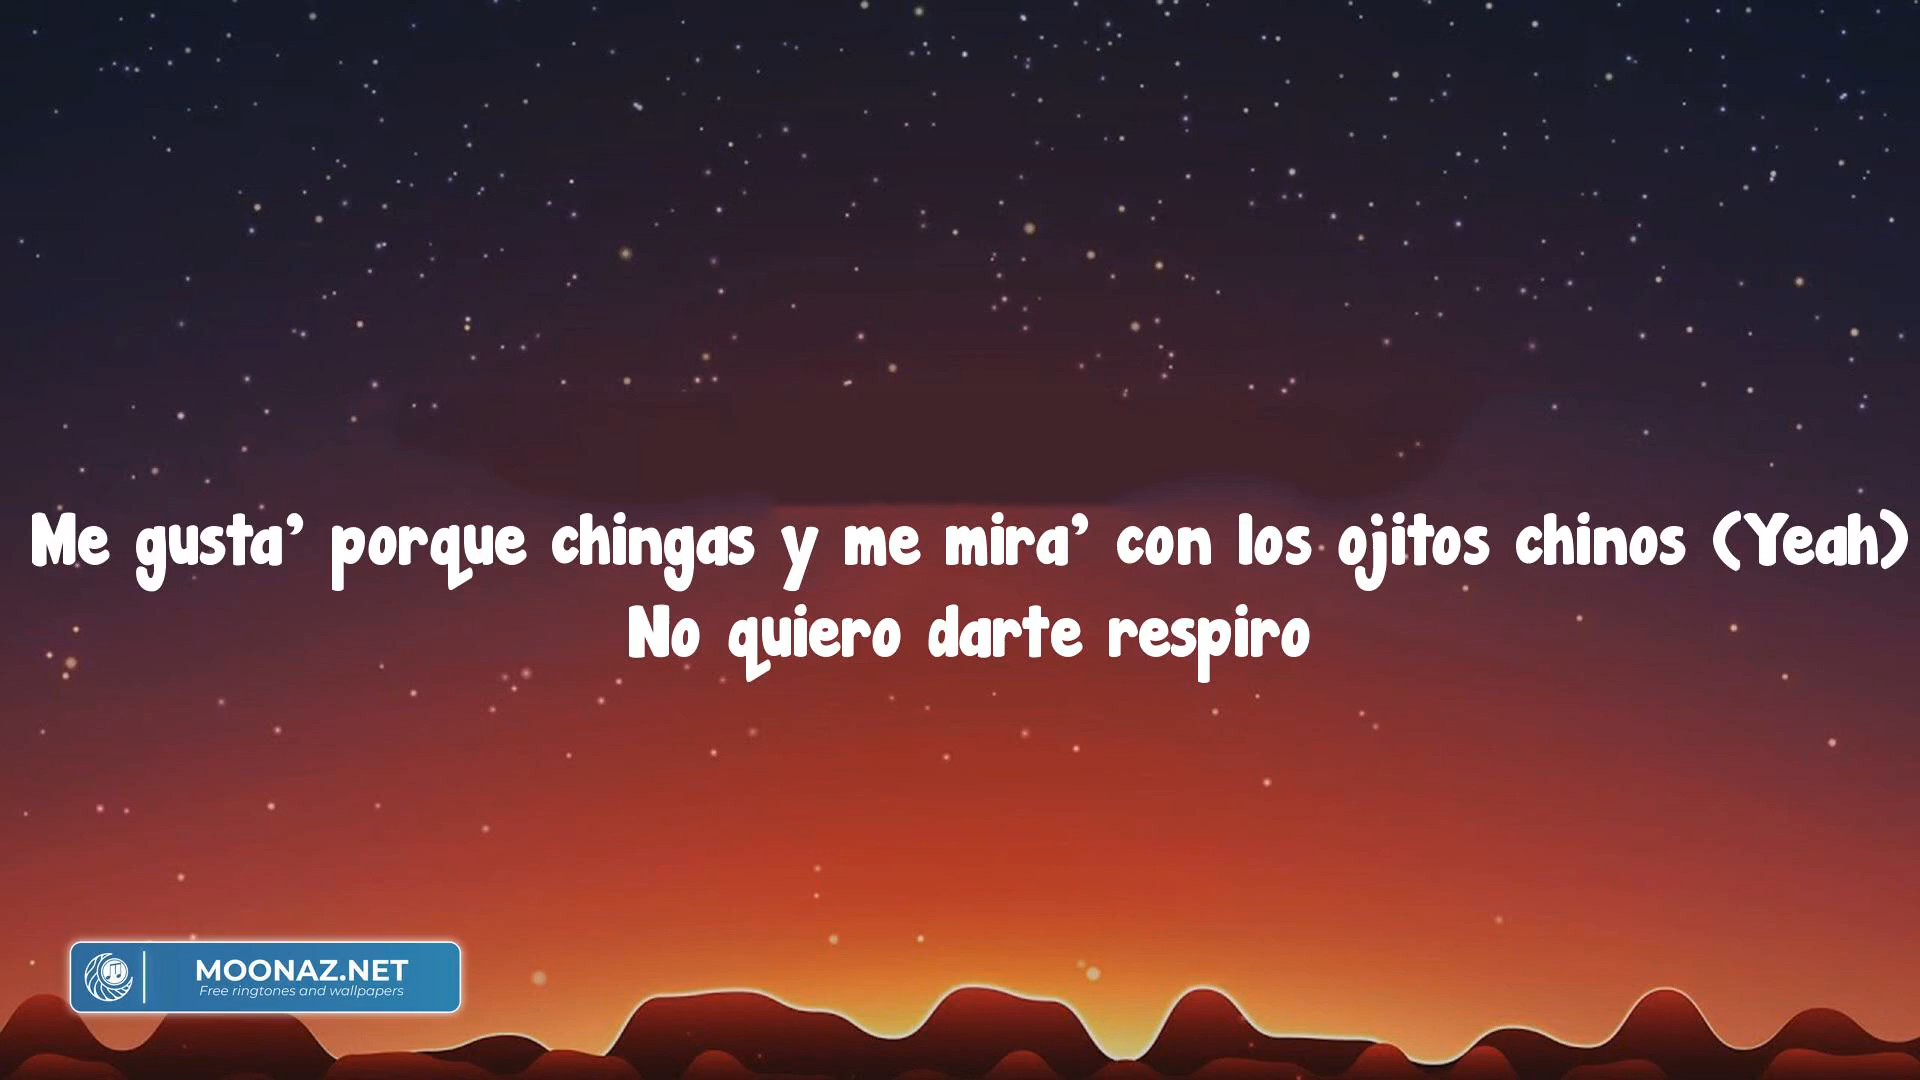 Me gusta’ porque chingas y me mira’ con los ojitos chinos (Yeah)
No quiero darte respiro
MOONAZ.NET
Free ringtones and wallpapers